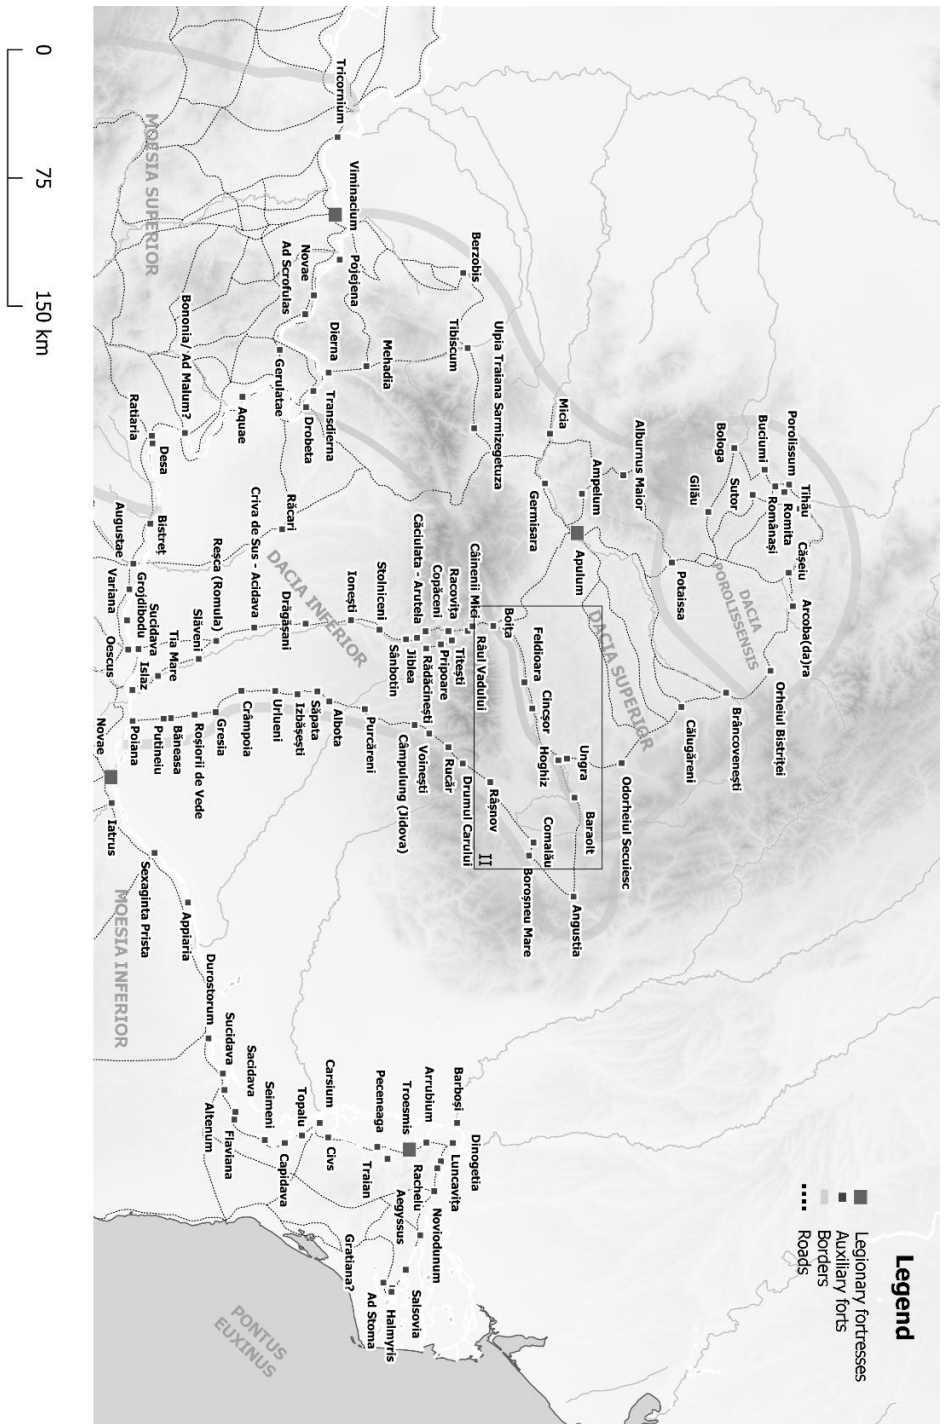 Legend
Legionary fortresses
Auxiliary forts
Borders
Roads
0
75
150 km
Porolissum
Tihău
Buciumi
Românași
Romita
Cășeiu
Arcoba(da)ra
Bologa
Sutor
Gilău
Orheiul Bistriței
DACIA
POROLISSENSIS
Alburnus Maior
Potaissa
Brâncovenești
Călugăreni
Micia
Ampelum
Germisara
Apulum
DACIA SUPERIOR
Odorheiul Secuiesc
Ulpia Traiana Sarmizegetuza
Berzobis
Tibiscum
Boița
Feldioara
Cincșor
Hoghiz
Ungra
Baraolt
Comalău
Boroșneu Mare
Angustia
II
Câinenii Mici
Râul Vadului
Racovița
Copăceni
Titești
Pripoare
Căciulata - Arutela
Rădăcinești
Jiblea
Sânbotin
Râșnov
Drumul Carului
Rucăr
Voinești
Câmpulung (Jidova)
Tricornium
Viminacium
Pojejena
Mehadia
Novae
Ad Scrofulas
Dierna
Transdierna
Drobeta
Gerulatae
Aquae
Bononia/ Ad Malum?
Ratiaria
Desa
MOESIA SUPERIOR
Stolniceni
Ionești
Drăgășani
Răcari
Criva de Sus - Acidava
DACIA INFERIOR
Reșca (Romula)
Slăveni
Tia Mare
Bistreț
Augustae
Grojdibodu
Variana
Sucidava
Oescus
Islaz
Purcăreni
Albota
Săpata
Izbășești
Urlueni
Crâmpoia
Gresia
Roșiorii de Vede
Băneasa
Putineiu
Poiana
Novae
Iatrus
Sexaginta Prista
Appiaria
MOESIA INFERIOR
Durostorum
Sucidava
Altenum
Sacidava
Flaviana
Seimeni
Capidava
Topalu
Carsium
Civs
Peceneaga
Traian
Troesmis
Arrubium
Barboși
Dinogetia
Luncavița
Rachelu
Noviodunum
Aegyssus
Salsovia
Halmyris
Ad Stoma
Gratiana?
PONTUS
EUXINUS